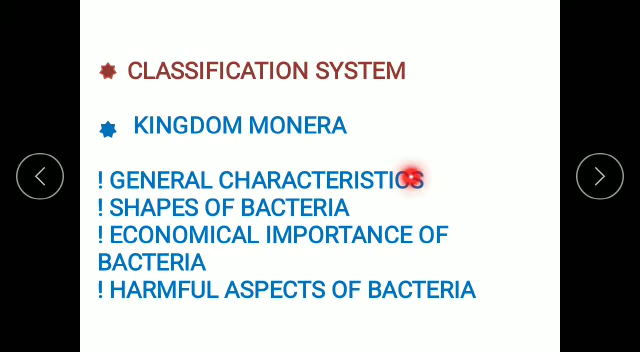 CLASSIFICATION SYSTEM
KINGDOM MONERA
! GENERAL CHARACTERISTICS
! SHAPES OF BACTERIA
! ECONOMICAL IMPORTANCE OF
BACTERIA
! HARMFUL ASPECTS OF BACTERIA